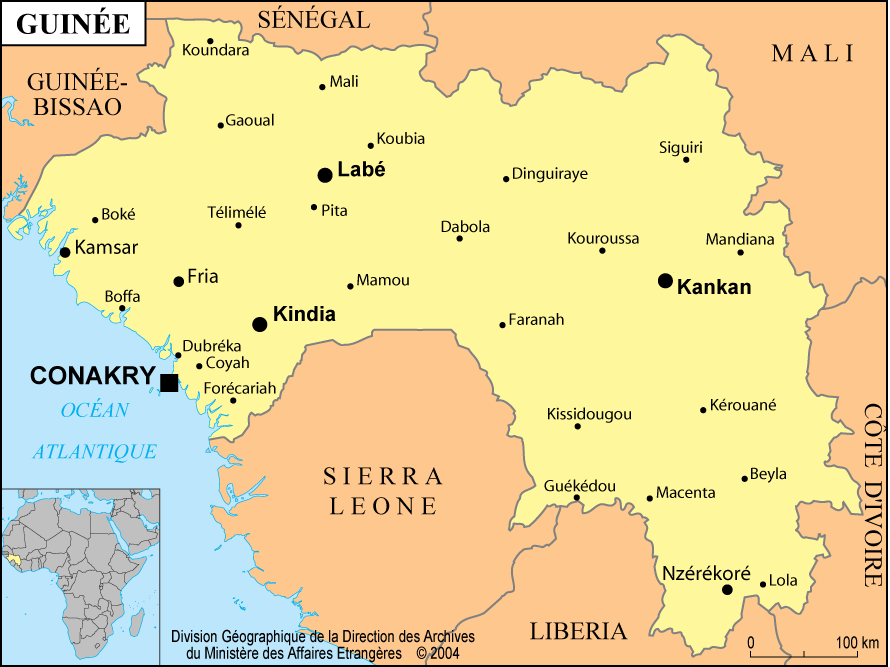 GUINÉE
SÉNÉGAL
MALI
GUINÉE-
BISSAO
Koundara
Mali
Gaoual
Koubia
Siguiri
Labé
Dinguiraye
Boké
Télimélé
Pita
Dabola
Kouroussa
Mandiana
Kamsar
Fria
Mamou
Kankan
Boffa
Kindia
Faranah
Dubréka
Coyah
CONAKRY
Forécariah
OCÉAN
ATLANTIQUE
Kissidougou
Kérouané
CÔTE D'IVOIRE
SIERRA
LEONE
Guékédou
Macenta
Beyla
Nzérékoré
Lola
LIBERIA
Division Géographique de la Direction des Archives
du Ministère des Affaires Etrangères © 2004
0 100 km